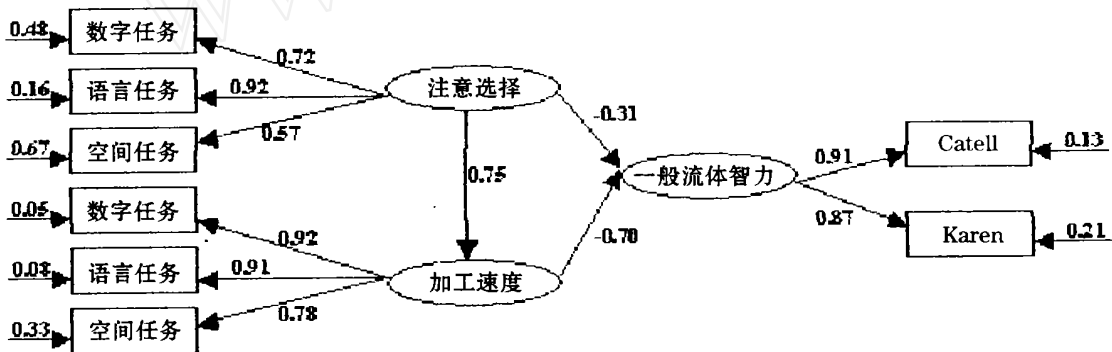 0.48
数字任务
0.72
0.16
语言任务
0.92
注意选择
0.57
-0.31
0.67
空间任务
0.91
Catell
0.13
0.75
一般流体智力
0.05
数字任务
0.87
Karen
0.21
0.92
-0.70
0.08
语言任务
0.91
加工速度
0.78
0.33
空间任务